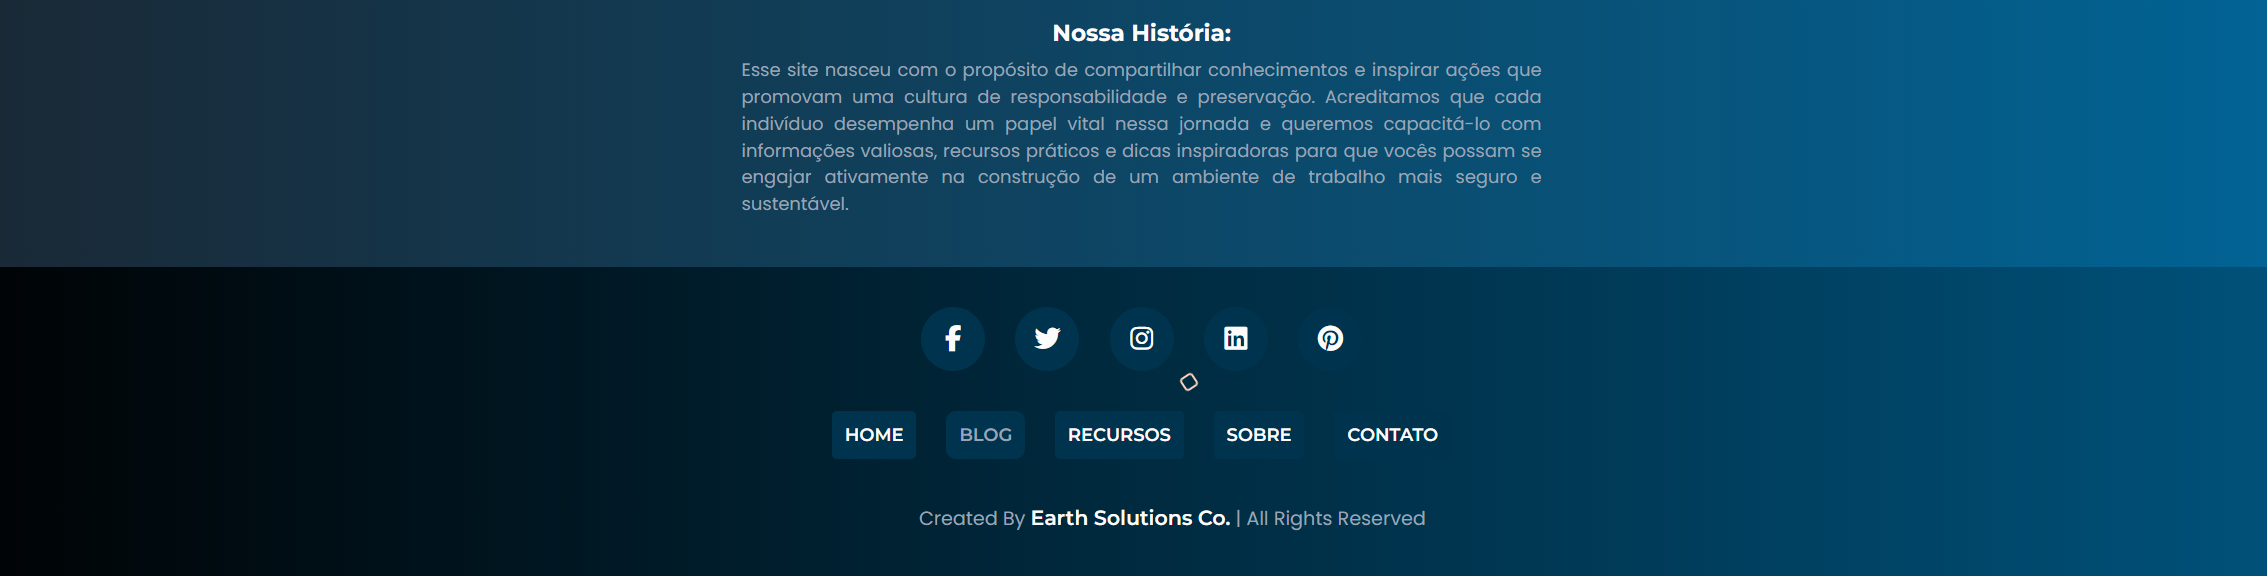 Nossa História:
Esse site nasceu com o propósito de compartilhar conhecimentos e inspirar ações que
promovam uma cultura de responsabilidade e preservação. Acreditamos que cada
indivíduo desempenha um papel vital nessa jornada e queremos capacitá-lo com
informações valiosas, recursos práticos e dicas inspiradoras para que vocês possam se
engajar ativamente na construção de um ambiente de trabalho mais seguro e
sustentável.
HOME BLOG RECURSOS SOBRE CONTATO
Created By Earth Solutions Co. | All Rights Reserved